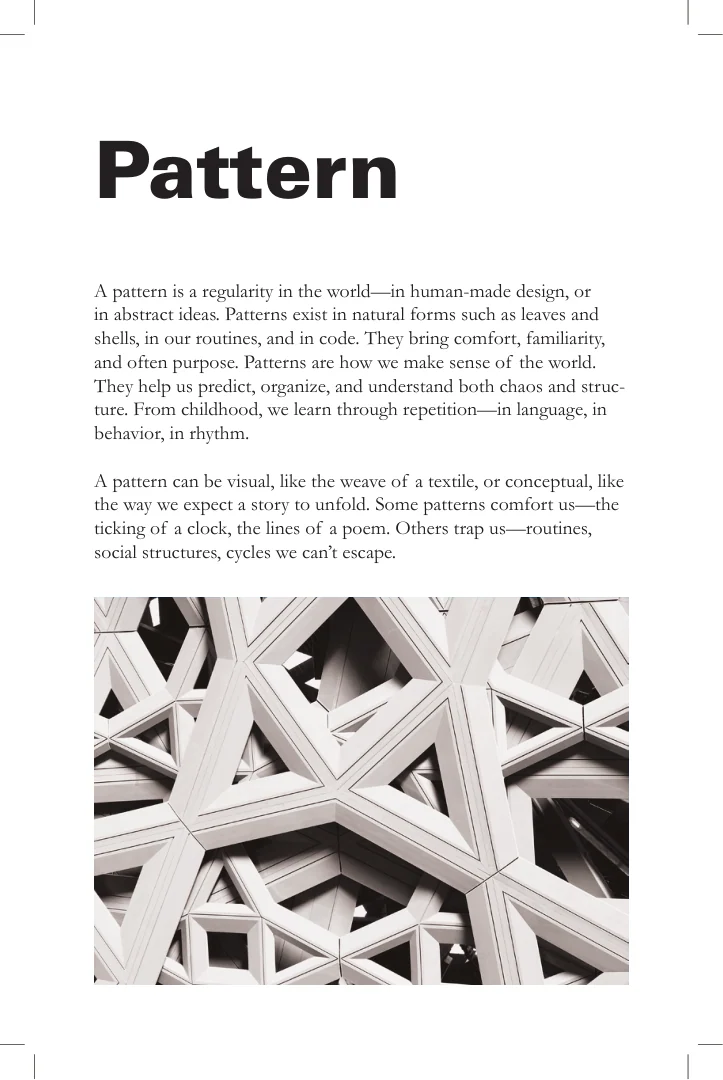 Pattern
A pattern is a regularity in the world—in human-made design, or
in abstract ideas. Patterns exist in natural forms such as leaves and
shells, in our routines, and in code. They bring comfort, familiarity,
and often purpose. Patterns are how we make sense of the world.
They help us predict, organize, and understand both chaos and struc-
ture. From childhood, we learn through repetition—in language, in
behavior, in rhythm.
A pattern can be visual, like the weave of a textile, or conceptual, like
the way we expect a story to unfold. Some patterns comfort us—the
ticking of a clock, the lines of a poem. Others trap us—routines,
social structures, cycles we can’t escape.